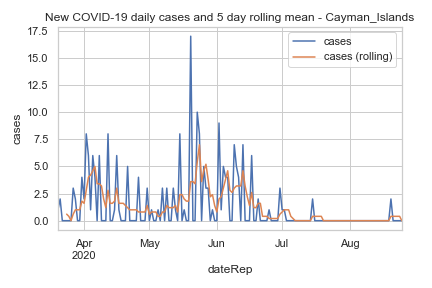 New COVID-19 daily cases and 5 day rolling mean - Cayman_Islands
cases
cases (rolling)
17.5
15.0
12.5
10.0
7.5
5.0
2.5
0.0
cases
Apr
2020
May
Jun
Jul
Aug
dateRep